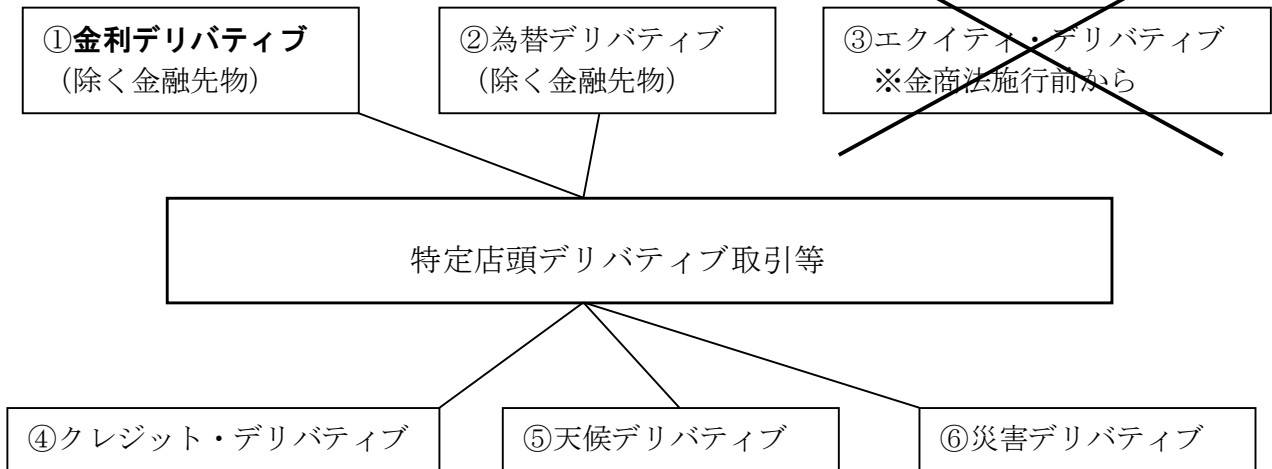 ①金利デリバティブ
（除く金融先物）
②為替デリバティブ
（除く金融先物）
③エクイティ・デリバティブ
※金商法施行前から
特定店頭デリバティブ取引等
④クレジット・デリバティブ
⑤天候デリバティブ
⑥災害デリバティブ